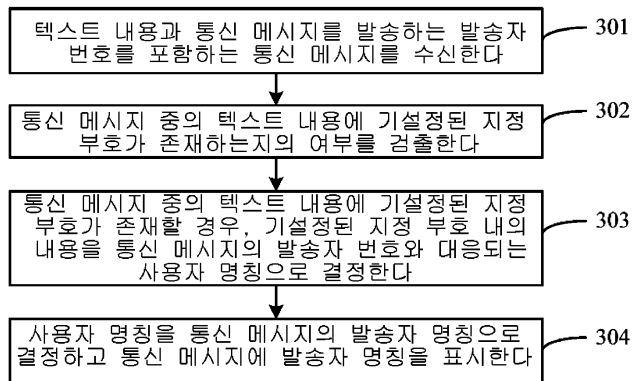 텍스트 내용과 통신 메시지를 발송하는 발송자
번호를 포함하는 통신 메시지를 수신한다
301
통신 메시지 중의 텍스트 내용에 기설정된 지정
부호가 존재하는지의 여부를 검출한다
302
통신 메시지 중의 텍스트 내용에 기설정된 지정
부호가 존재할 경우, 기설정된 지정 부호 내의
내용을 통신 메시지의 발송자 번호와 대응되는
사용자 명칭으로 결정한다
303
사용자 명칭을 통신 메시지의 발송자 명칭으로
결정하고 통신 메시지에 발송자 명칭을 표시한다
304